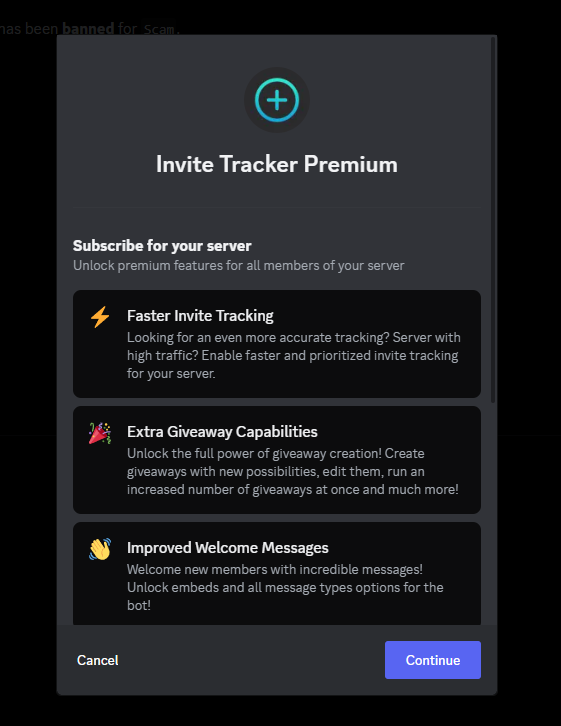 has been banned for Scam.
Invite Tracker Premium
Subscribe for your server
Unlock premium features for all members of your server
Faster Invite Tracking
Looking for an even more accurate tracking? Server with
high traffic? Enable faster and prioritized invite tracking
for your server.
Extra Giveaway Capabilities
Unlock the full power of giveaway creation! Create
giveaways with new possibilities, edit them, run an
increased number of giveaways at once and much more!
Improved Welcome Messages
Welcome new members with incredible messages!
Unlock embeds and all message types options for the
bot!
Cancel
Continue